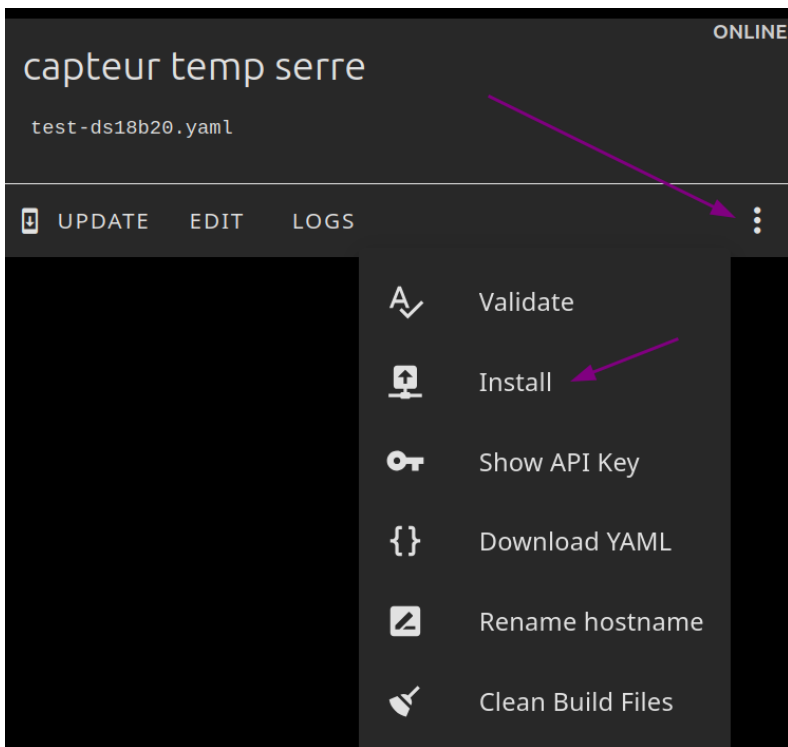 ONLINE
capteur temp serre
test-ds18b20.yaml
UPDATE EDIT LOGS
Validate
Install
Show API Key
Download YAML
Rename hostname
Clean Build Files